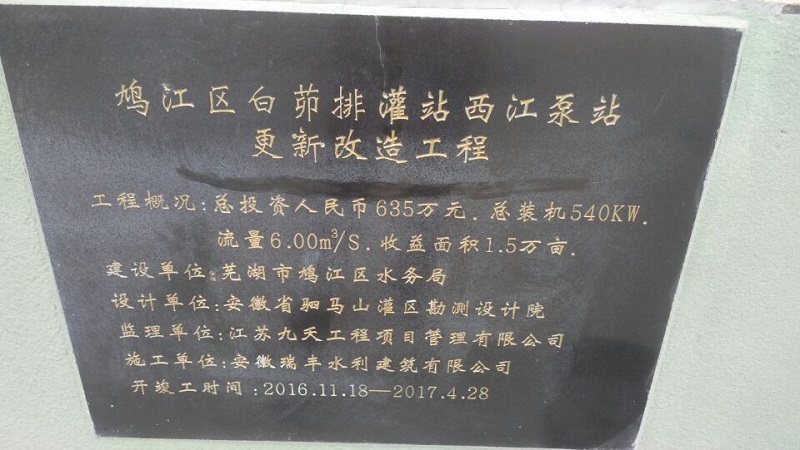 鸠江区白茆排灌站西江泵站
更新改造工程
工程概况:总投资人民币635万元.总装机540KW.
流量6.00m³/S.收益面积1.5万亩.
建设单位:芜湖市鸠江区水务局
设计单位:安徽省驷马山灌区勘测设计院
监理单位:江苏九天工程项目管理有限公司
施工单位:安徽瑞丰水利建筑有限公司
开竣工时间:2016.11.18—2017.4.28